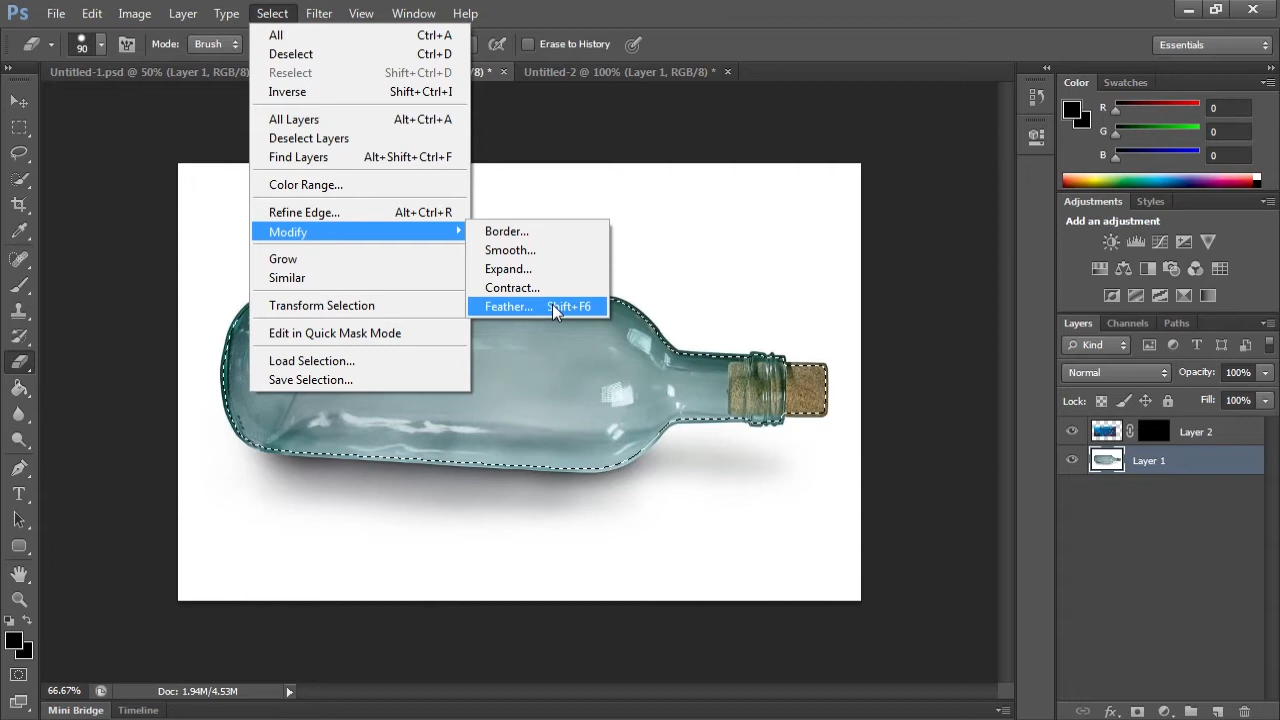 Ps File Edit Image Layer Type Select Filter View Window Help
90 Mode: Brush Erase to History Essentials
Untitled-1.psd @ 50% (Layer 1, RGB/8) /8) * × Untitled-2 @ 100% (Layer 1, RGB/8) * ×
All Ctrl+A
Deselect Ctrl+D
Reselect Shift+Ctrl+D
Inverse Shift+Ctrl+I
All Layers Alt+Ctrl+A
Deselect Layers
Find Layers Alt+Shift+Ctrl+F
Color Range...
Refine Edge... Alt+Ctrl+R
Modify
Grow
Similar
Transform Selection
Edit in Quick Mask Mode
Load Selection...
Save Selection...
Border...
Smooth...
Expand...
Contract...
Feather... Shift+F6
Color Swatches
R 0
G 0
B 0
Adjustments Styles
Add an adjustment
Layers Channels Paths
Kind
Normal Opacity: 100%
Lock: Fill: 100%
Layer 2
Layer 1
66.67% Doc: 1.94M/4.53M
Mini Bridge Timeline